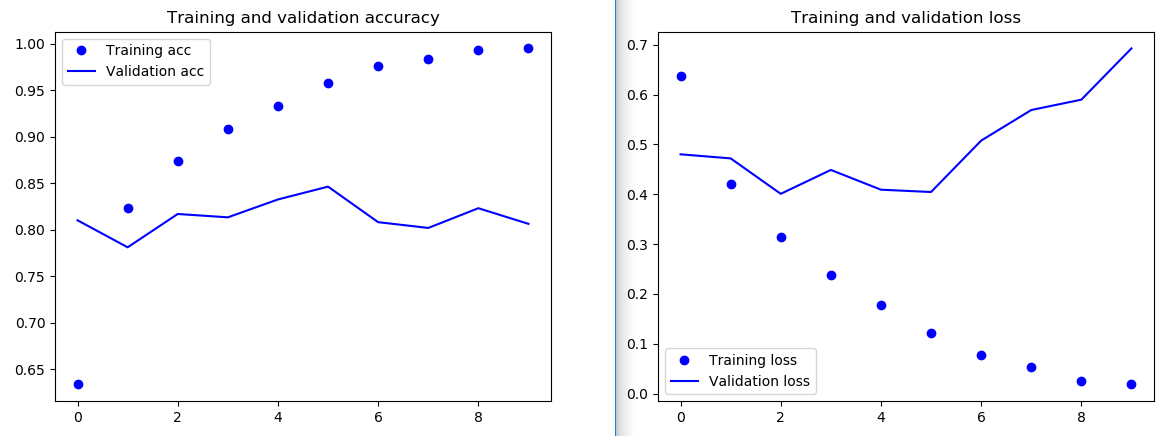 Training and validation accuracy
1.00
0.95
0.90
0.85
0.80
0.75
0.70
0.65
Training acc
Validation acc
0 2 4 6 8
Training and validation loss
0.7
0.6
0.5
0.4
0.3
0.2
0.1
0.0
Training loss
Validation loss
0 2 4 6 8